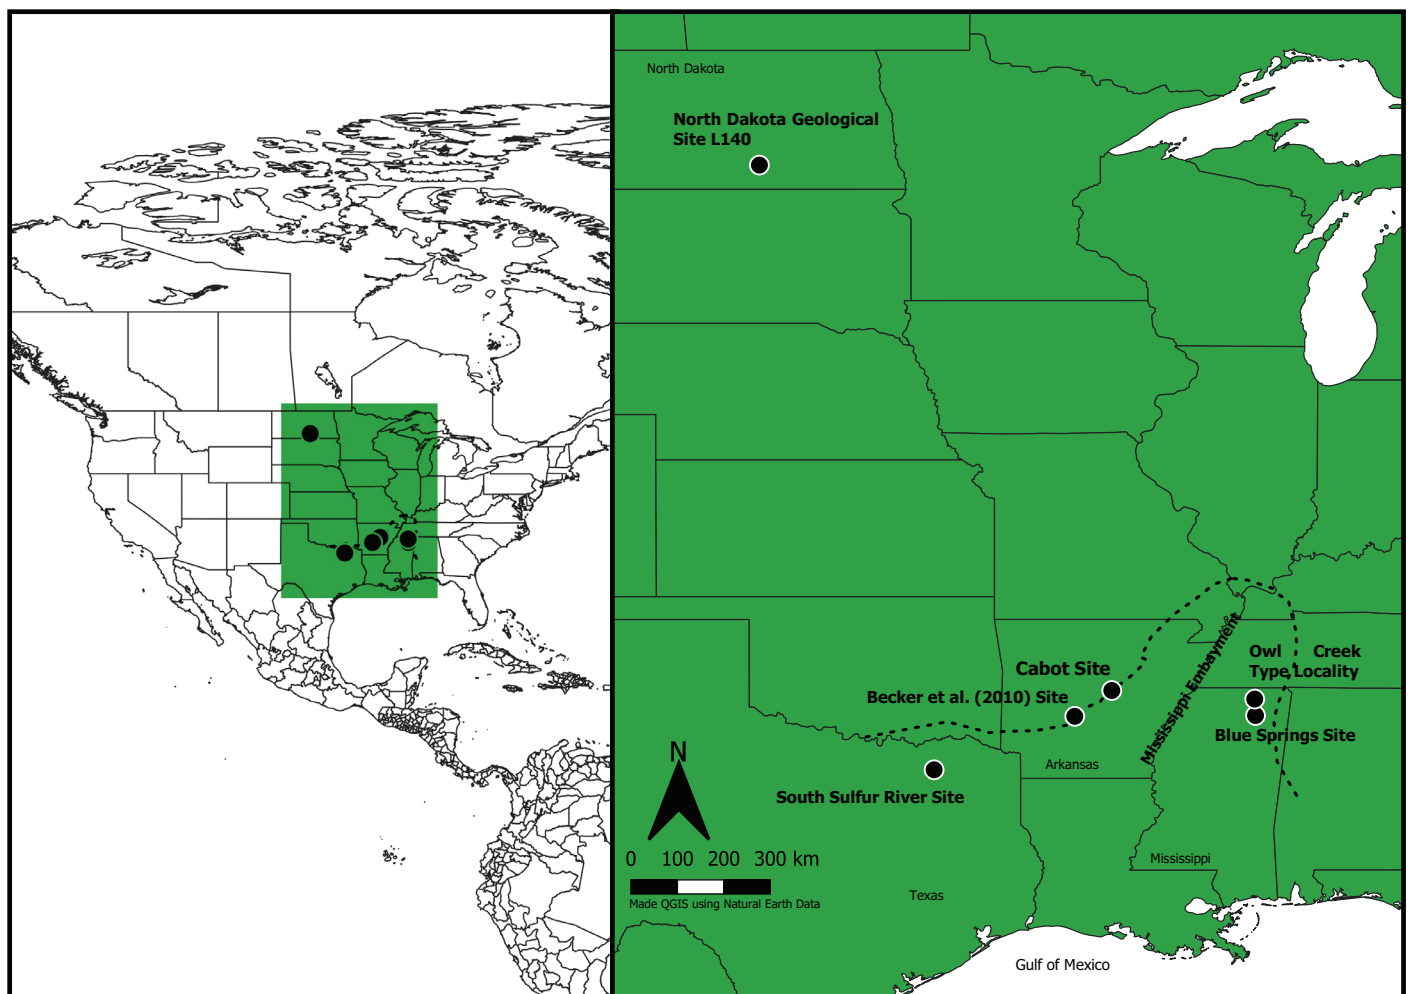 North Dakota
North Dakota Geological
Site L140
Mississippi Embayment
Owl Creek
Type Locality
Cabot Site
Becker et al. (2010) Site
Blue Springs Site
N
Arkansas
South Sulfur River Site
0 100 200 300 km
Made QGIS using Natural Earth Data
Mississippi
Texas
Gulf of Mexico